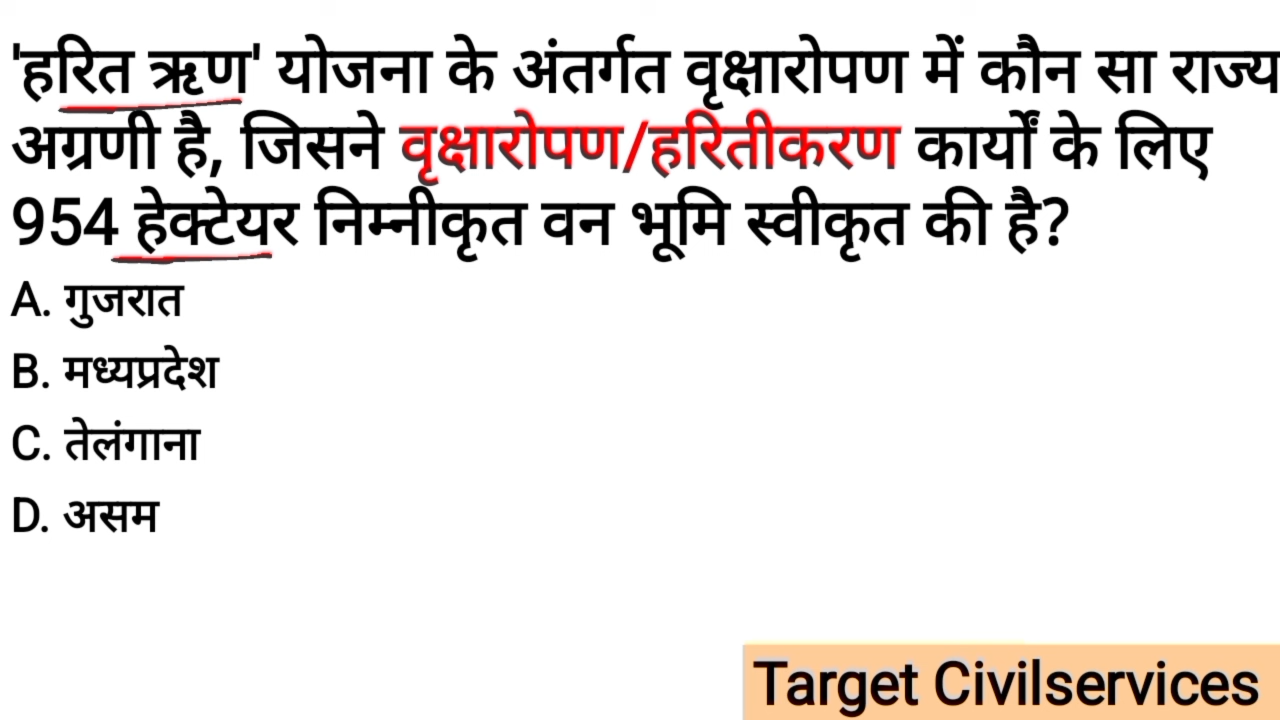 'हरित ऋण' योजना के अंतर्गत वृक्षारोपण में कौन सा राज्य
अग्रणी है, जिसने वृक्षारोपण/हरितीकरण कार्यों के लिए
954 हेक्टेयर निम्नीकृत वन भूमि स्वीकृत की है?
A. गुजरात
B. मध्यप्रदेश
C. तेलंगाना
D. असम
Target Civilservices